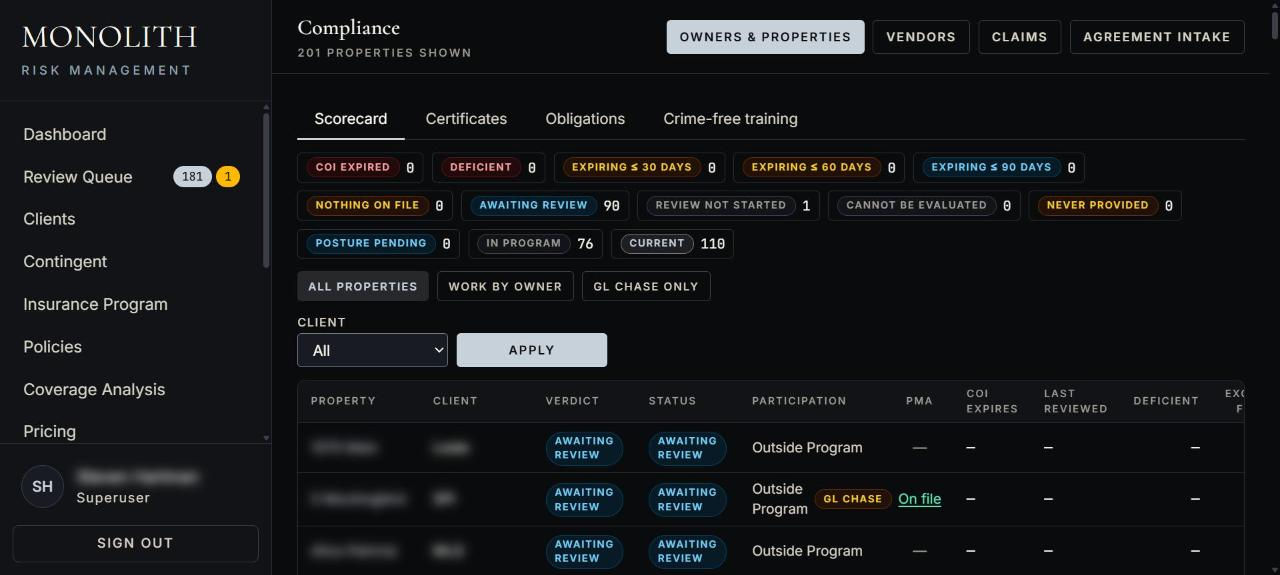 MONOLITH
RISK MANAGEMENT
Dashboard
Review Queue 181 1
Clients
Contingent
Insurance Program
Policies
Coverage Analysis
Pricing
SH
Superuser
SIGN OUT
Compliance
201 PROPERTIES SHOWN
OWNERS & PROPERTIES VENDORS CLAIMS AGREEMENT INTAKE
Scorecard Certificates Obligations Crime-free training
COI EXPIRED 0 DEFICIENT 0 EXPIRING ≤ 30 DAYS 0 EXPIRING ≤ 60 DAYS 0 EXPIRING ≤ 90 DAYS 0
NOTHING ON FILE 0 AWAITING REVIEW 90 REVIEW NOT STARTED 1 CANNOT BE EVALUATED 0 NEVER PROVIDED 0
POSTURE PENDING 0 IN PROGRAM 76 CURRENT 110
ALL PROPERTIES WORK BY OWNER GL CHASE ONLY
CLIENT
All APPLY
PROPERTY CLIENT VERDICT STATUS PARTICIPATION PMA COI EXPIRES LAST REVIEWED DEFICIENT
AWAITING REVIEW AWAITING REVIEW Outside Program — – – –
AWAITING REVIEW AWAITING REVIEW Outside Program GL CHASE On file – – –
AWAITING REVIEW AWAITING REVIEW Outside Program — – – –